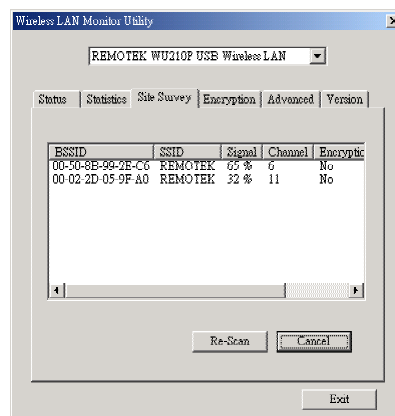 Wireless LAN Monitor Utility
REMOTEK WU210P USB Wireless LAN
Status Statistics Site Survey Encryption Advanced Version
BSSID SSID Signal Channel Encryptic
00-50-8B-99-2E-C6 REMOTEK 65 % 6 No
00-02-2D-05-9F-A0 REMOTEK 32 % 11 No
Re-Scan Cancel
Exit